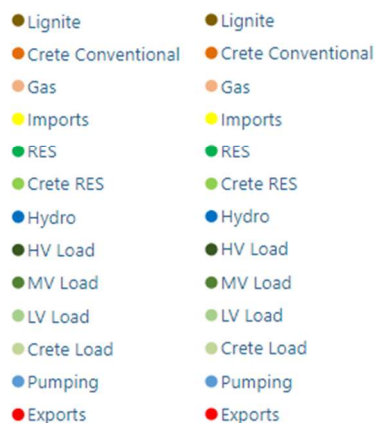 Lignite Lignite
Crete Conventional Crete Conventional
Gas Gas
Imports Imports
RES RES
Crete RES Crete RES
Hydro Hydro
HV Load HV Load
MV Load MV Load
LV Load LV Load
Crete Load Crete Load
Pumping Pumping
Exports Exports